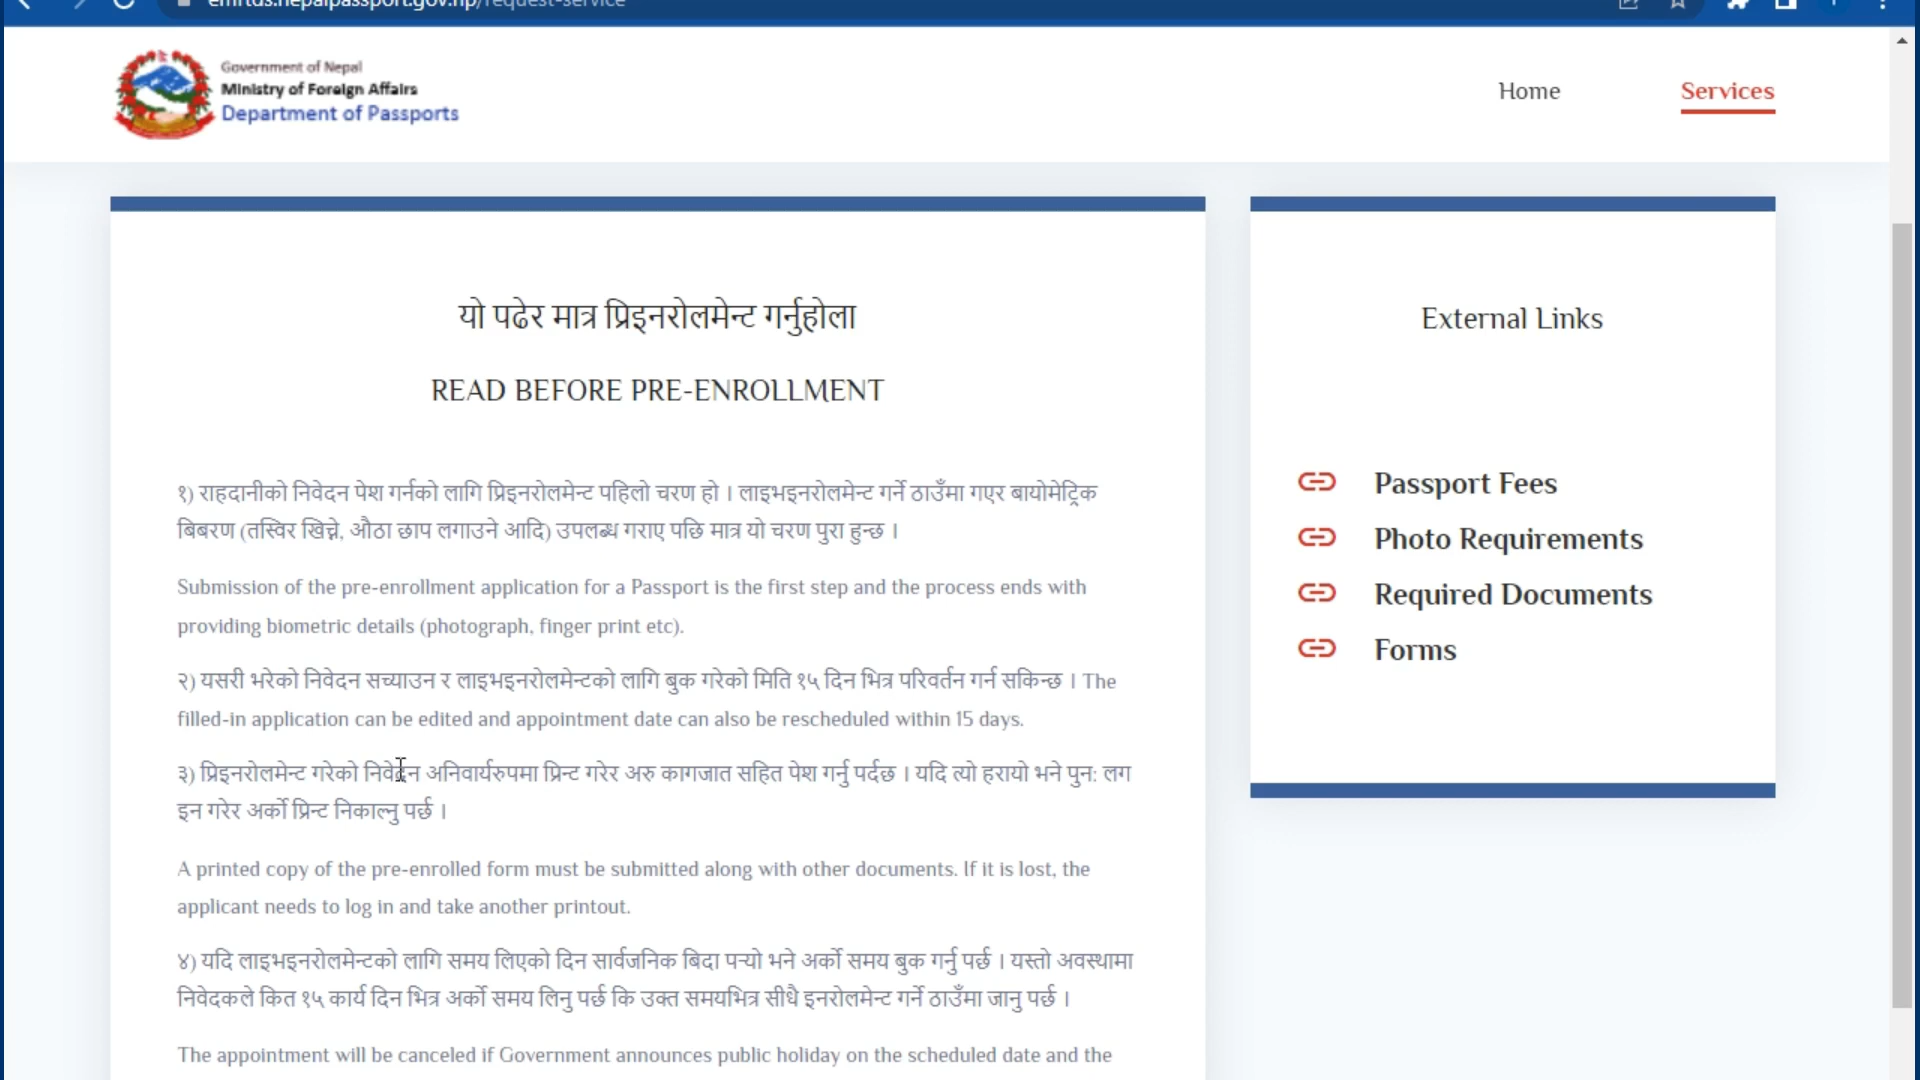 emrtds.nepalpassport.gov.np/request-service
Government of Nepal
Ministry of Foreign Affairs
Department of Passports
Home
Services
यो पढेर मात्र प्रिइनरोलमेन्ट गर्नुहोला
READ BEFORE PRE-ENROLLMENT
१) राहदानीको निवेदन पेश गर्नको लागि प्रिइनरोलमेन्ट पहिलो चरण हो । लाइभइनरोलमेन्ट गर्ने ठाउँमा गएर बायोमेट्रिक
बिबरण (तस्विर खिच्ने, औठा छाप लगाउने आदि) उपलब्ध गराए पछि मात्र यो चरण पुरा हुन्छ ।
Submission of the pre-enrollment application for a Passport is the first step and the process ends with
providing biometric details (photograph, finger print etc).
२) यसरी भरेको निवेदन सच्याउन र लाइभइनरोलमेन्टको लागि बुक गरेको मिति १५ दिन भित्र परिवर्तन गर्न सकिन्छ । The
filled-in application can be edited and appointment date can also be rescheduled within 15 days.
३) प्रिइनरोलमेन्ट गरेको निवेदन अनिवार्यरुपमा प्रिन्ट गरेर अरु कागजात सहित पेश गर्नु पर्दछ । यदि त्यो हरायो भने पुन: लग
इन गरेर अर्को प्रिन्ट निकाल्नु पर्छ ।
A printed copy of the pre-enrolled form must be submitted along with other documents. If it is lost, the
applicant needs to log in and take another printout.
४) यदि लाइभइनरोलमेन्टको लागि समय लिएको दिन सार्वजनिक बिदा पर्‍यो भने अर्को समय बुक गर्नु पर्छ । यस्तो अवस्थामा
निवेदकले कित १५ कार्य दिन भित्र अर्को समय लिनु पर्छ कि उक्त समयभित्र सीधै इनरोलमेन्ट गर्ने ठाउँमा जानु पर्छ ।
The appointment will be canceled if Government announces public holiday on the scheduled date and the
External Links
Passport Fees
Photo Requirements
Required Documents
Forms